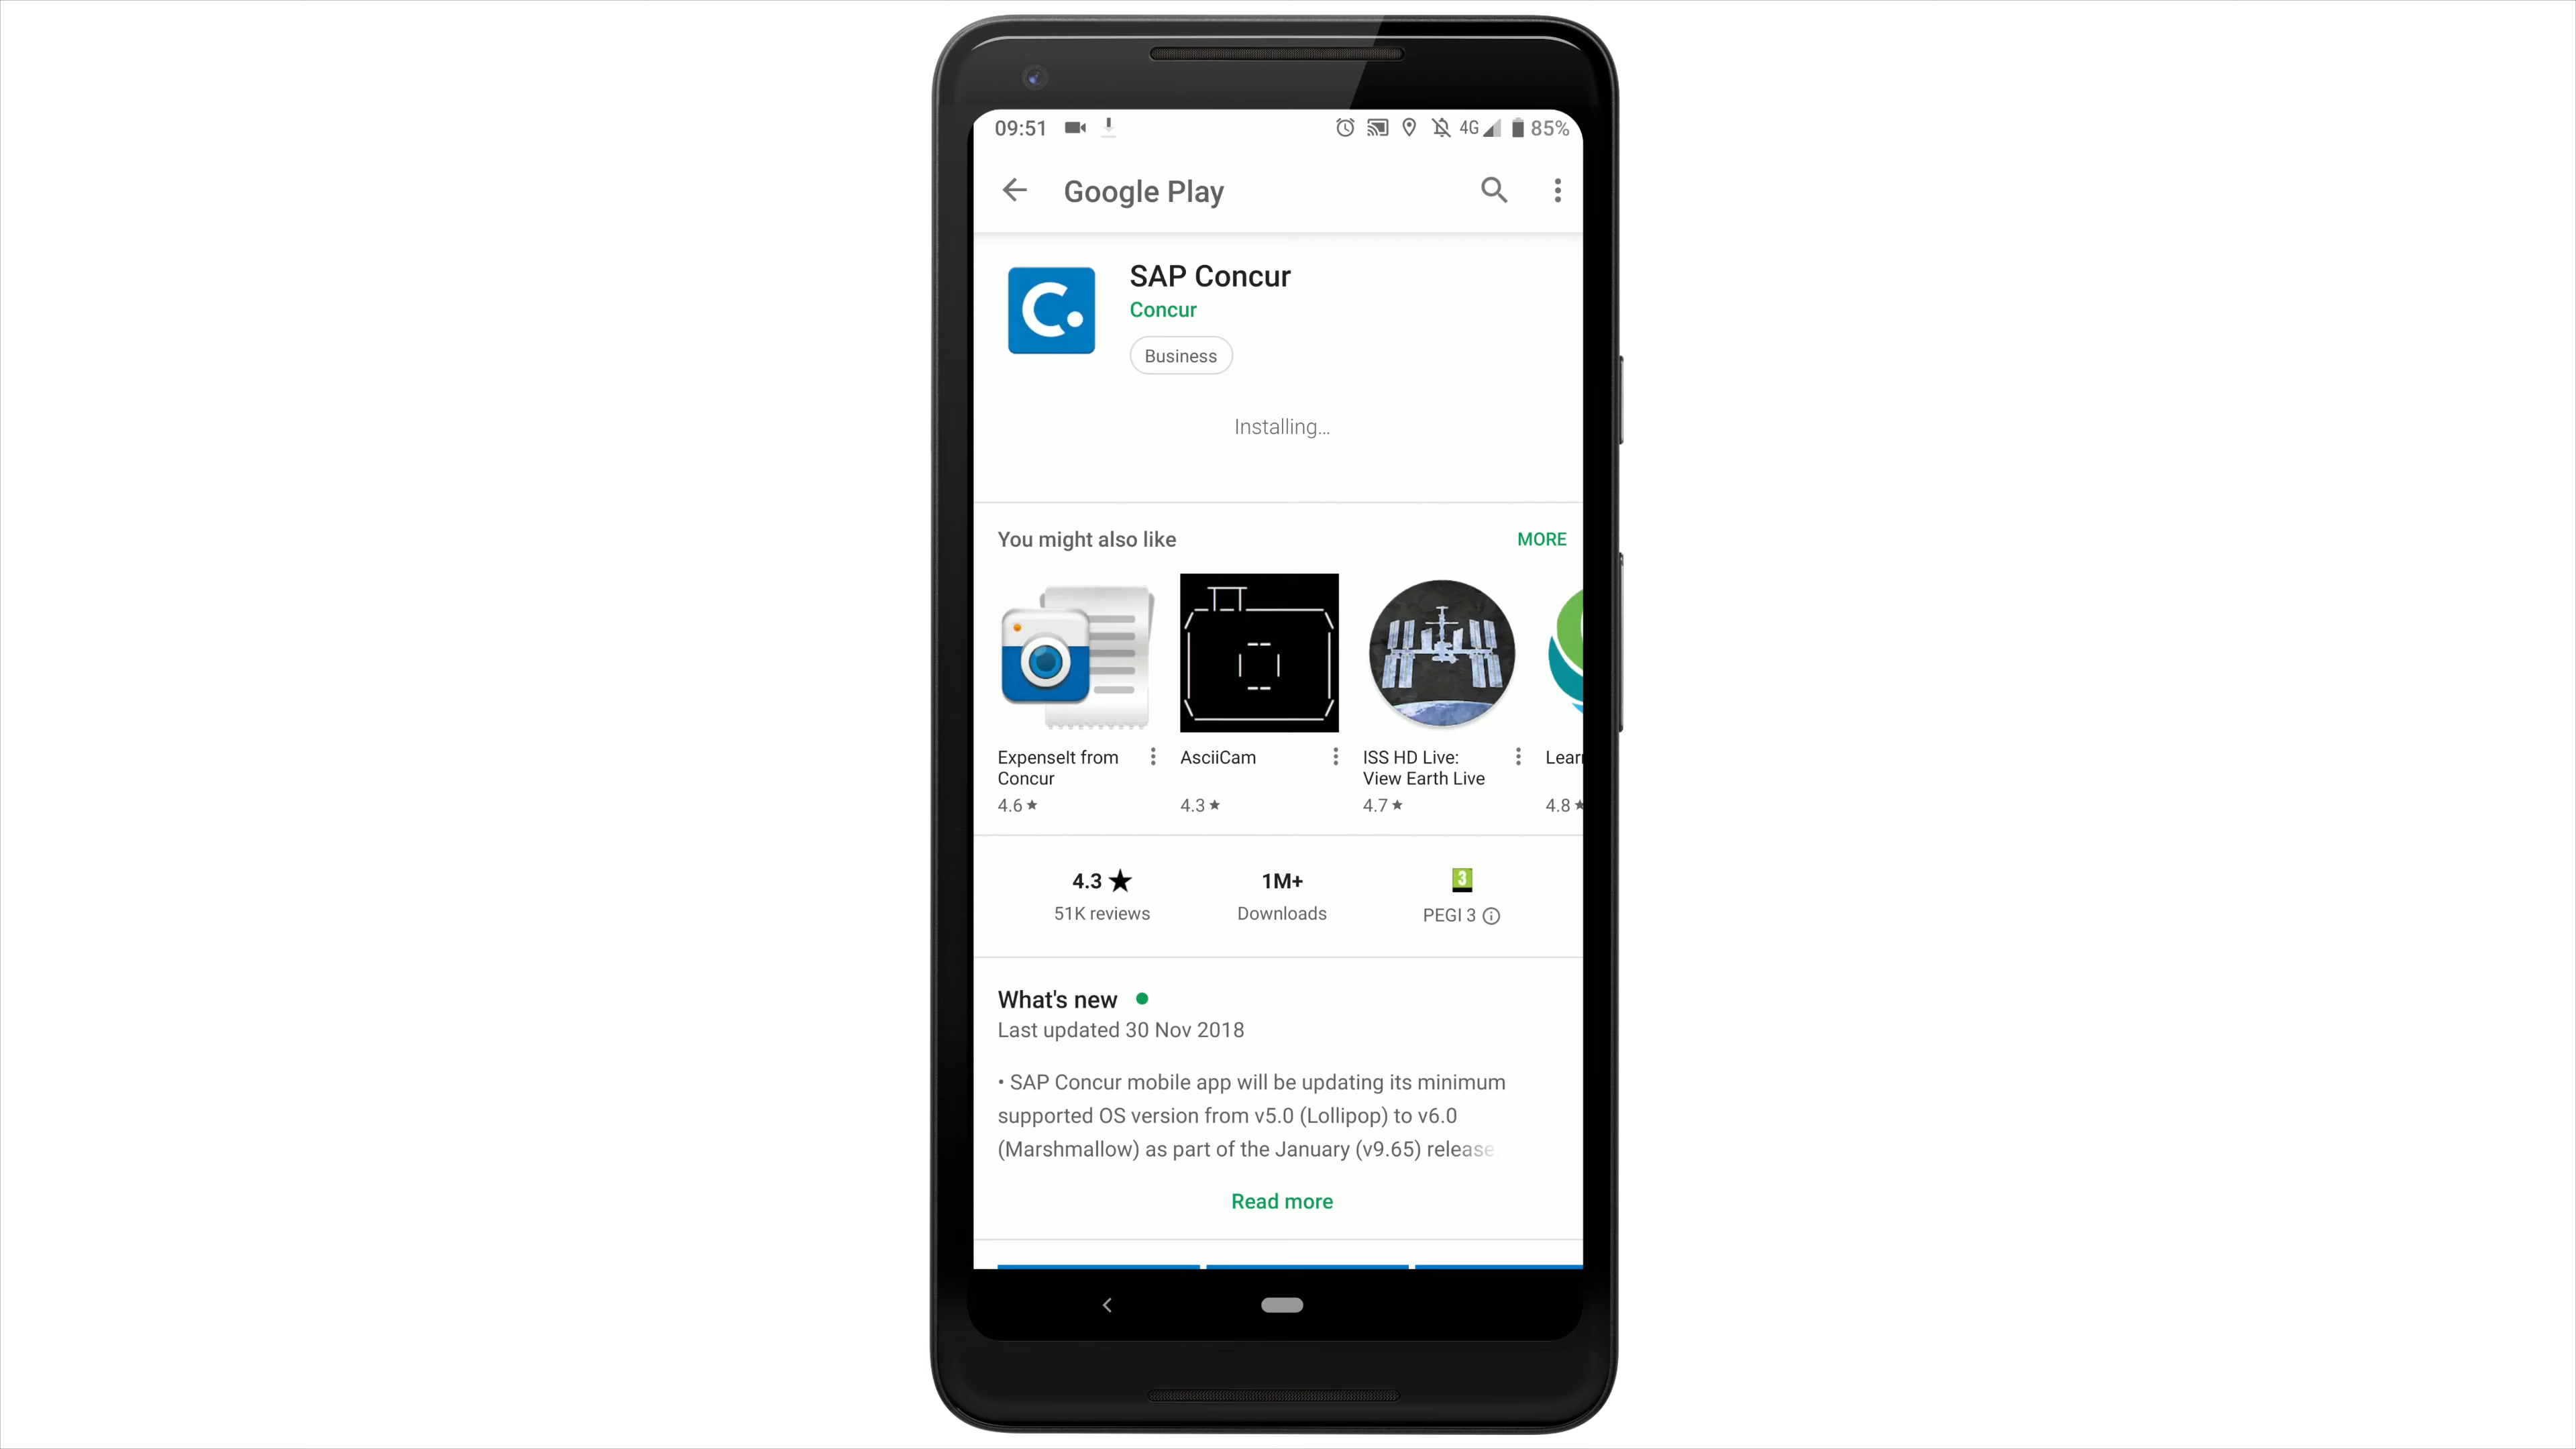 09:51 4G 85%
Google Play
SAP Concur
Concur
Business
Installing...
You might also like MORE
ExpenseIt from AsciiCam ISS HD Live: Lear
Concur View Earth Live
4.6★ 4.3★ 4.7★ 4.8★
4.3★ 1M+ 3
51K reviews Downloads PEGI 3
What's new
Last updated 30 Nov 2018
• SAP Concur mobile app will be updating its minimum
supported OS version from v5.0 (Lollipop) to v6.0
(Marshmallow) as part of the January (v9.65) release.
Read more